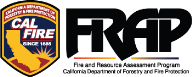 CALIFORNIA DEPARTMENT OF FORESTRY & FIRE PROTECTION
CAL
FIRE
SINCE 1885
FRAP
Fire and Resource Assessment Program
California Department of Forestry and Fire Protection